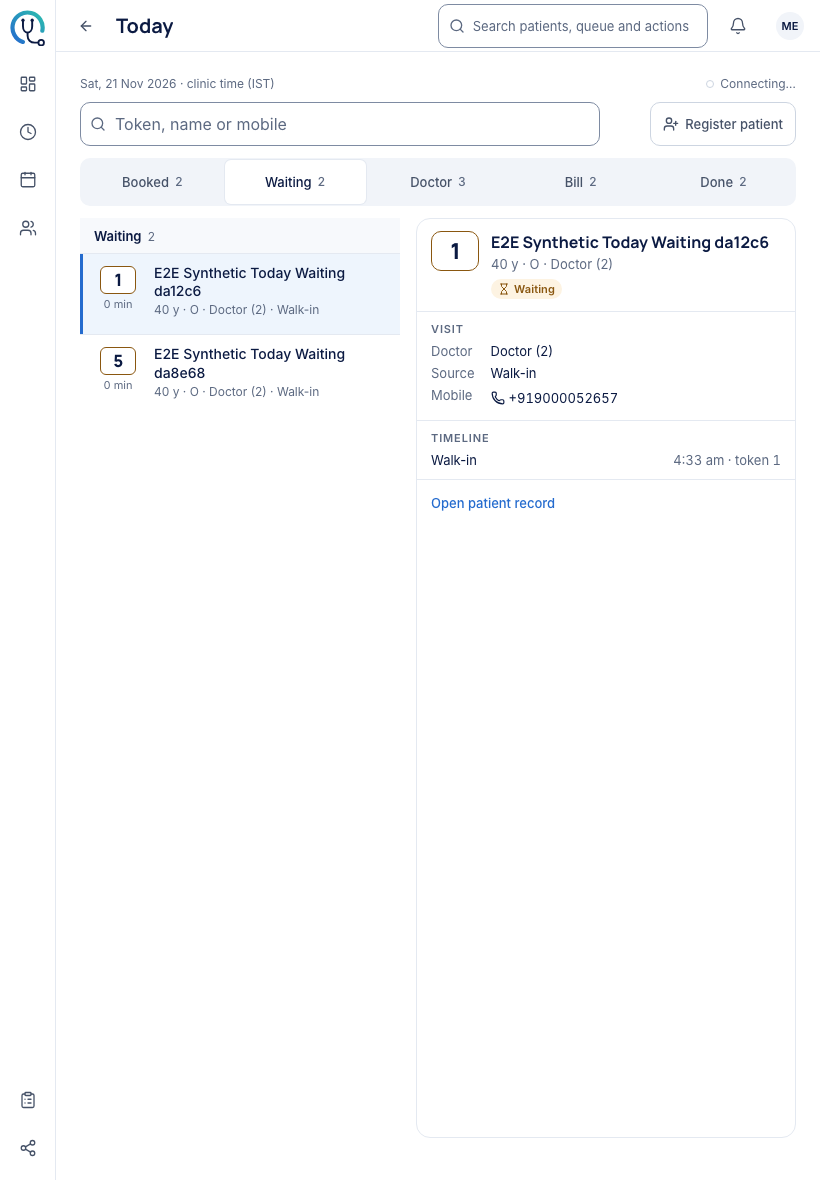 Today
Search patients, queue and actions
ME
Sat, 21 Nov 2026 · clinic time (IST)
Connecting...
Token, name or mobile
Register patient
Booked 2
Waiting 2
Doctor 3
Bill 2
Done 2
Waiting 2
1
0 min
E2E Synthetic Today Waiting
da12c6
40 y · O · Doctor (2) · Walk-in
5
0 min
E2E Synthetic Today Waiting
da8e68
40 y · O · Doctor (2) · Walk-in
1
E2E Synthetic Today Waiting da12c6
40 y · O · Doctor (2)
Waiting
VISIT
Doctor Doctor (2)
Source Walk-in
Mobile +919000052657
TIMELINE
Walk-in 4:33 am · token 1
Open patient record